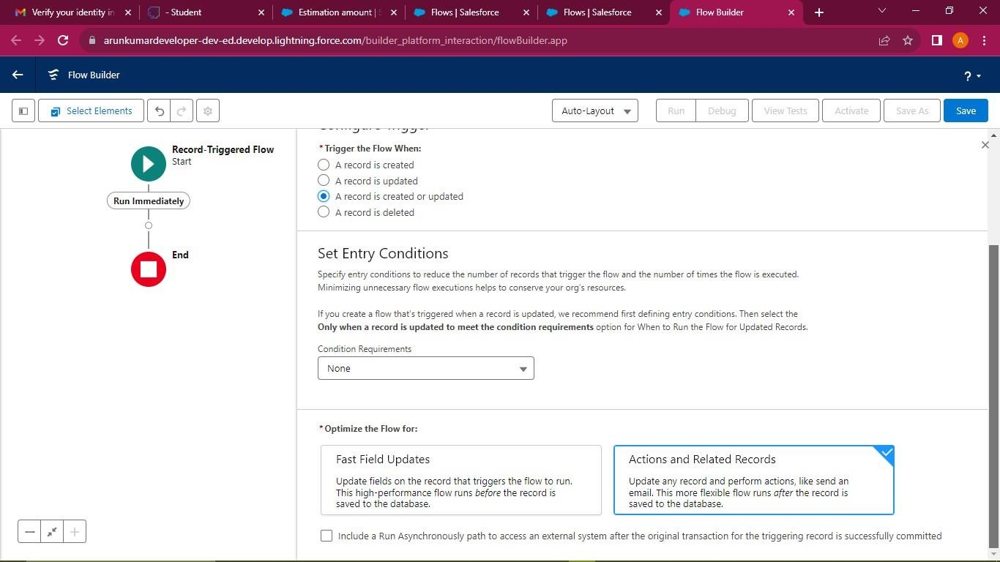 Verify your identity in
- Student
Estimation amount | S
Flows | Salesforce
Flows | Salesforce
Flow Builder
arunkumardeveloper-dev-ed.develop.lightning.force.com/builder_platform_interaction/flowBuilder.app
A
Flow Builder
?
Select Elements
Auto-Layout
Run
Debug
View Tests
Activate
Save As
Save
Record-Triggered Flow
Start
Run Immediately
End
Configure Trigger
* Trigger the Flow When:
A record is created
A record is updated
A record is created or updated
A record is deleted
Set Entry Conditions
Specify entry conditions to reduce the number of records that trigger the flow and the number of times the flow is executed.
Minimizing unnecessary flow executions helps to conserve your org's resources.
If you create a flow that's triggered when a record is updated, we recommend first defining entry conditions. Then select the
Only when a record is updated to meet the condition requirements option for When to Run the Flow for Updated Records.
Condition Requirements
None
* Optimize the Flow for:
Fast Field Updates
Update fields on the record that triggers the flow to run.
This high-performance flow runs before the record is
saved to the database.
Actions and Related Records
Update any record and perform actions, like send an
email. This more flexible flow runs after the record is
saved to the database.
Include a Run Asynchronously path to access an external system after the original transaction for the triggering record is successfully committed